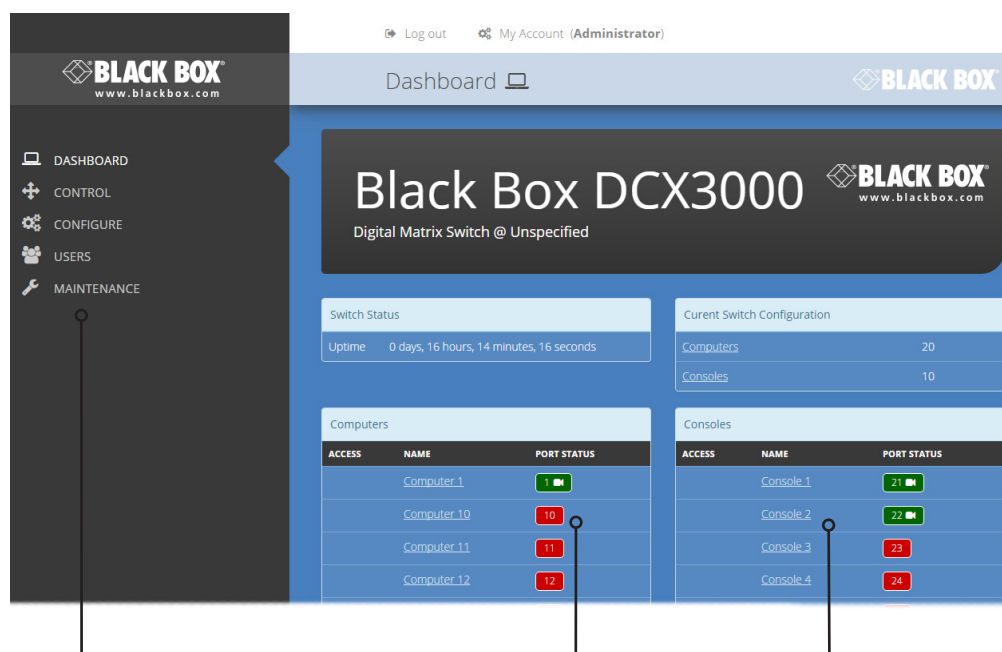 Log out My Account (Administrator)
BLACK BOX®
www.blackbox.com
Dashboard
BLACK BOX®
DASHBOARD
CONTROL
CONFIGURE
USERS
MAINTENANCE
Black Box DCX3000
Digital Matrix Switch @ Unspecified
BLACK BOX®
www.blackbox.com
Switch Status
Uptime 0 days, 16 hours, 14 minutes, 16 seconds
Curent Switch Configuration
Computers 20
Consoles 10
Computers
ACCESS NAME PORT STATUS
Computer 1 1
Computer 10 10
Computer 11 11
Computer 12 12
Consoles
ACCESS NAME PORT STATUS
Console 1 21
Console 2 22
Console 3 23
Console 4 24